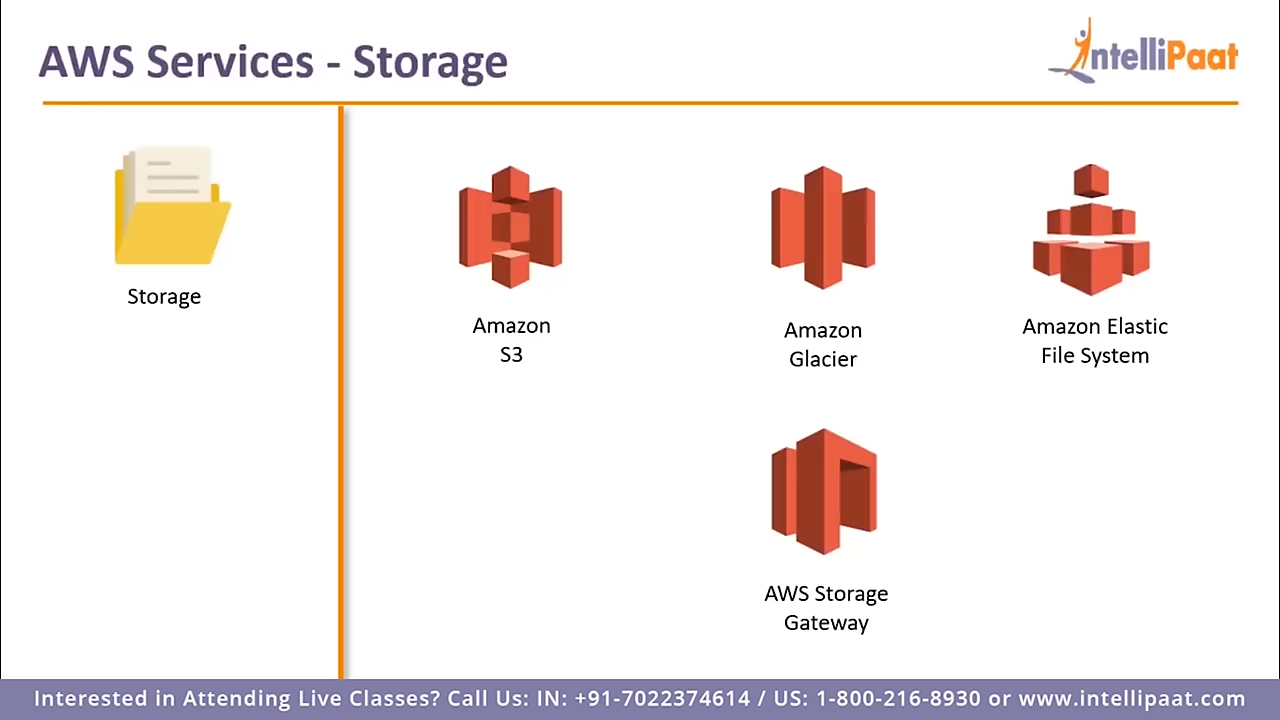 AWS Services - Storage
IntelliPaat
Storage
Amazon
S3
Amazon
Glacier
Amazon Elastic
File System
AWS Storage
Gateway
Interested in Attending Live Classes? Call Us: IN: +91-7022374614 / US: 1-800-216-8930 or www.intellipaat.com